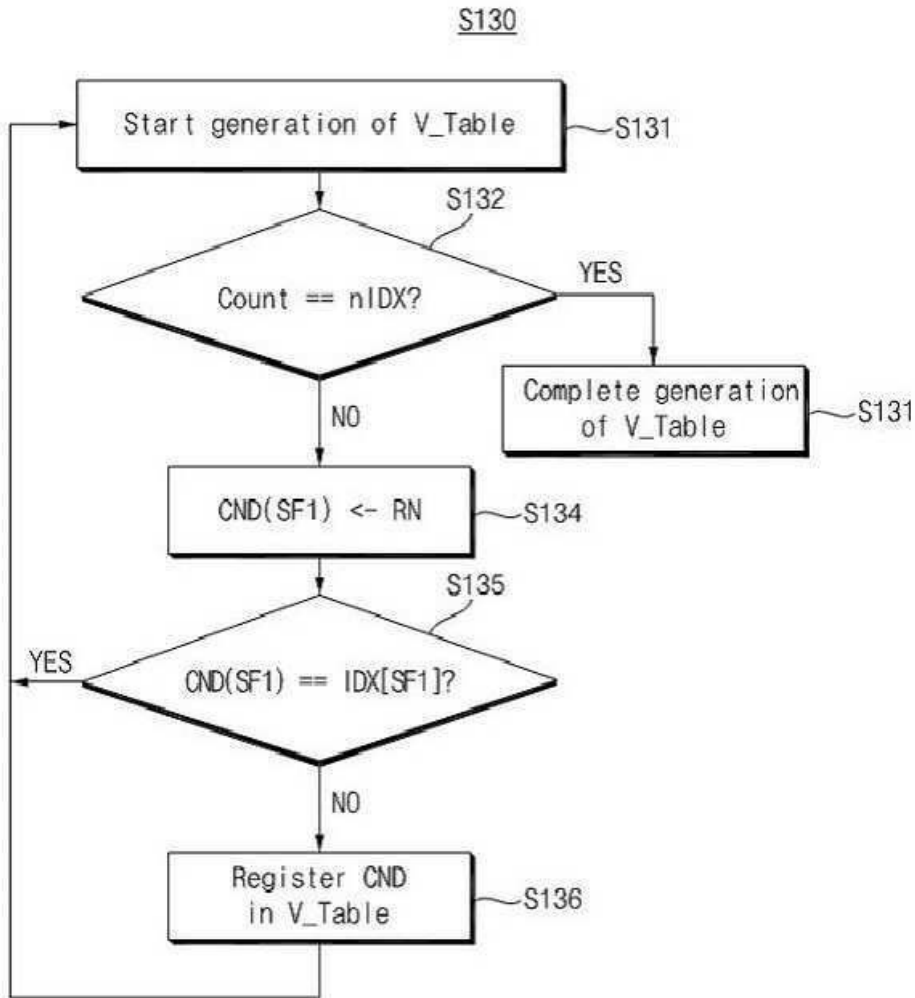 S130
Start generation of V_Table
S131
S132
Count == nIDX?
YES
Complete generation
of V_Table
S131
NO
CND(SF1) <- RN
S134
S135
YES
CND(SF1) == IDX[SF1]?
NO
Register CND
in V_Table
S136